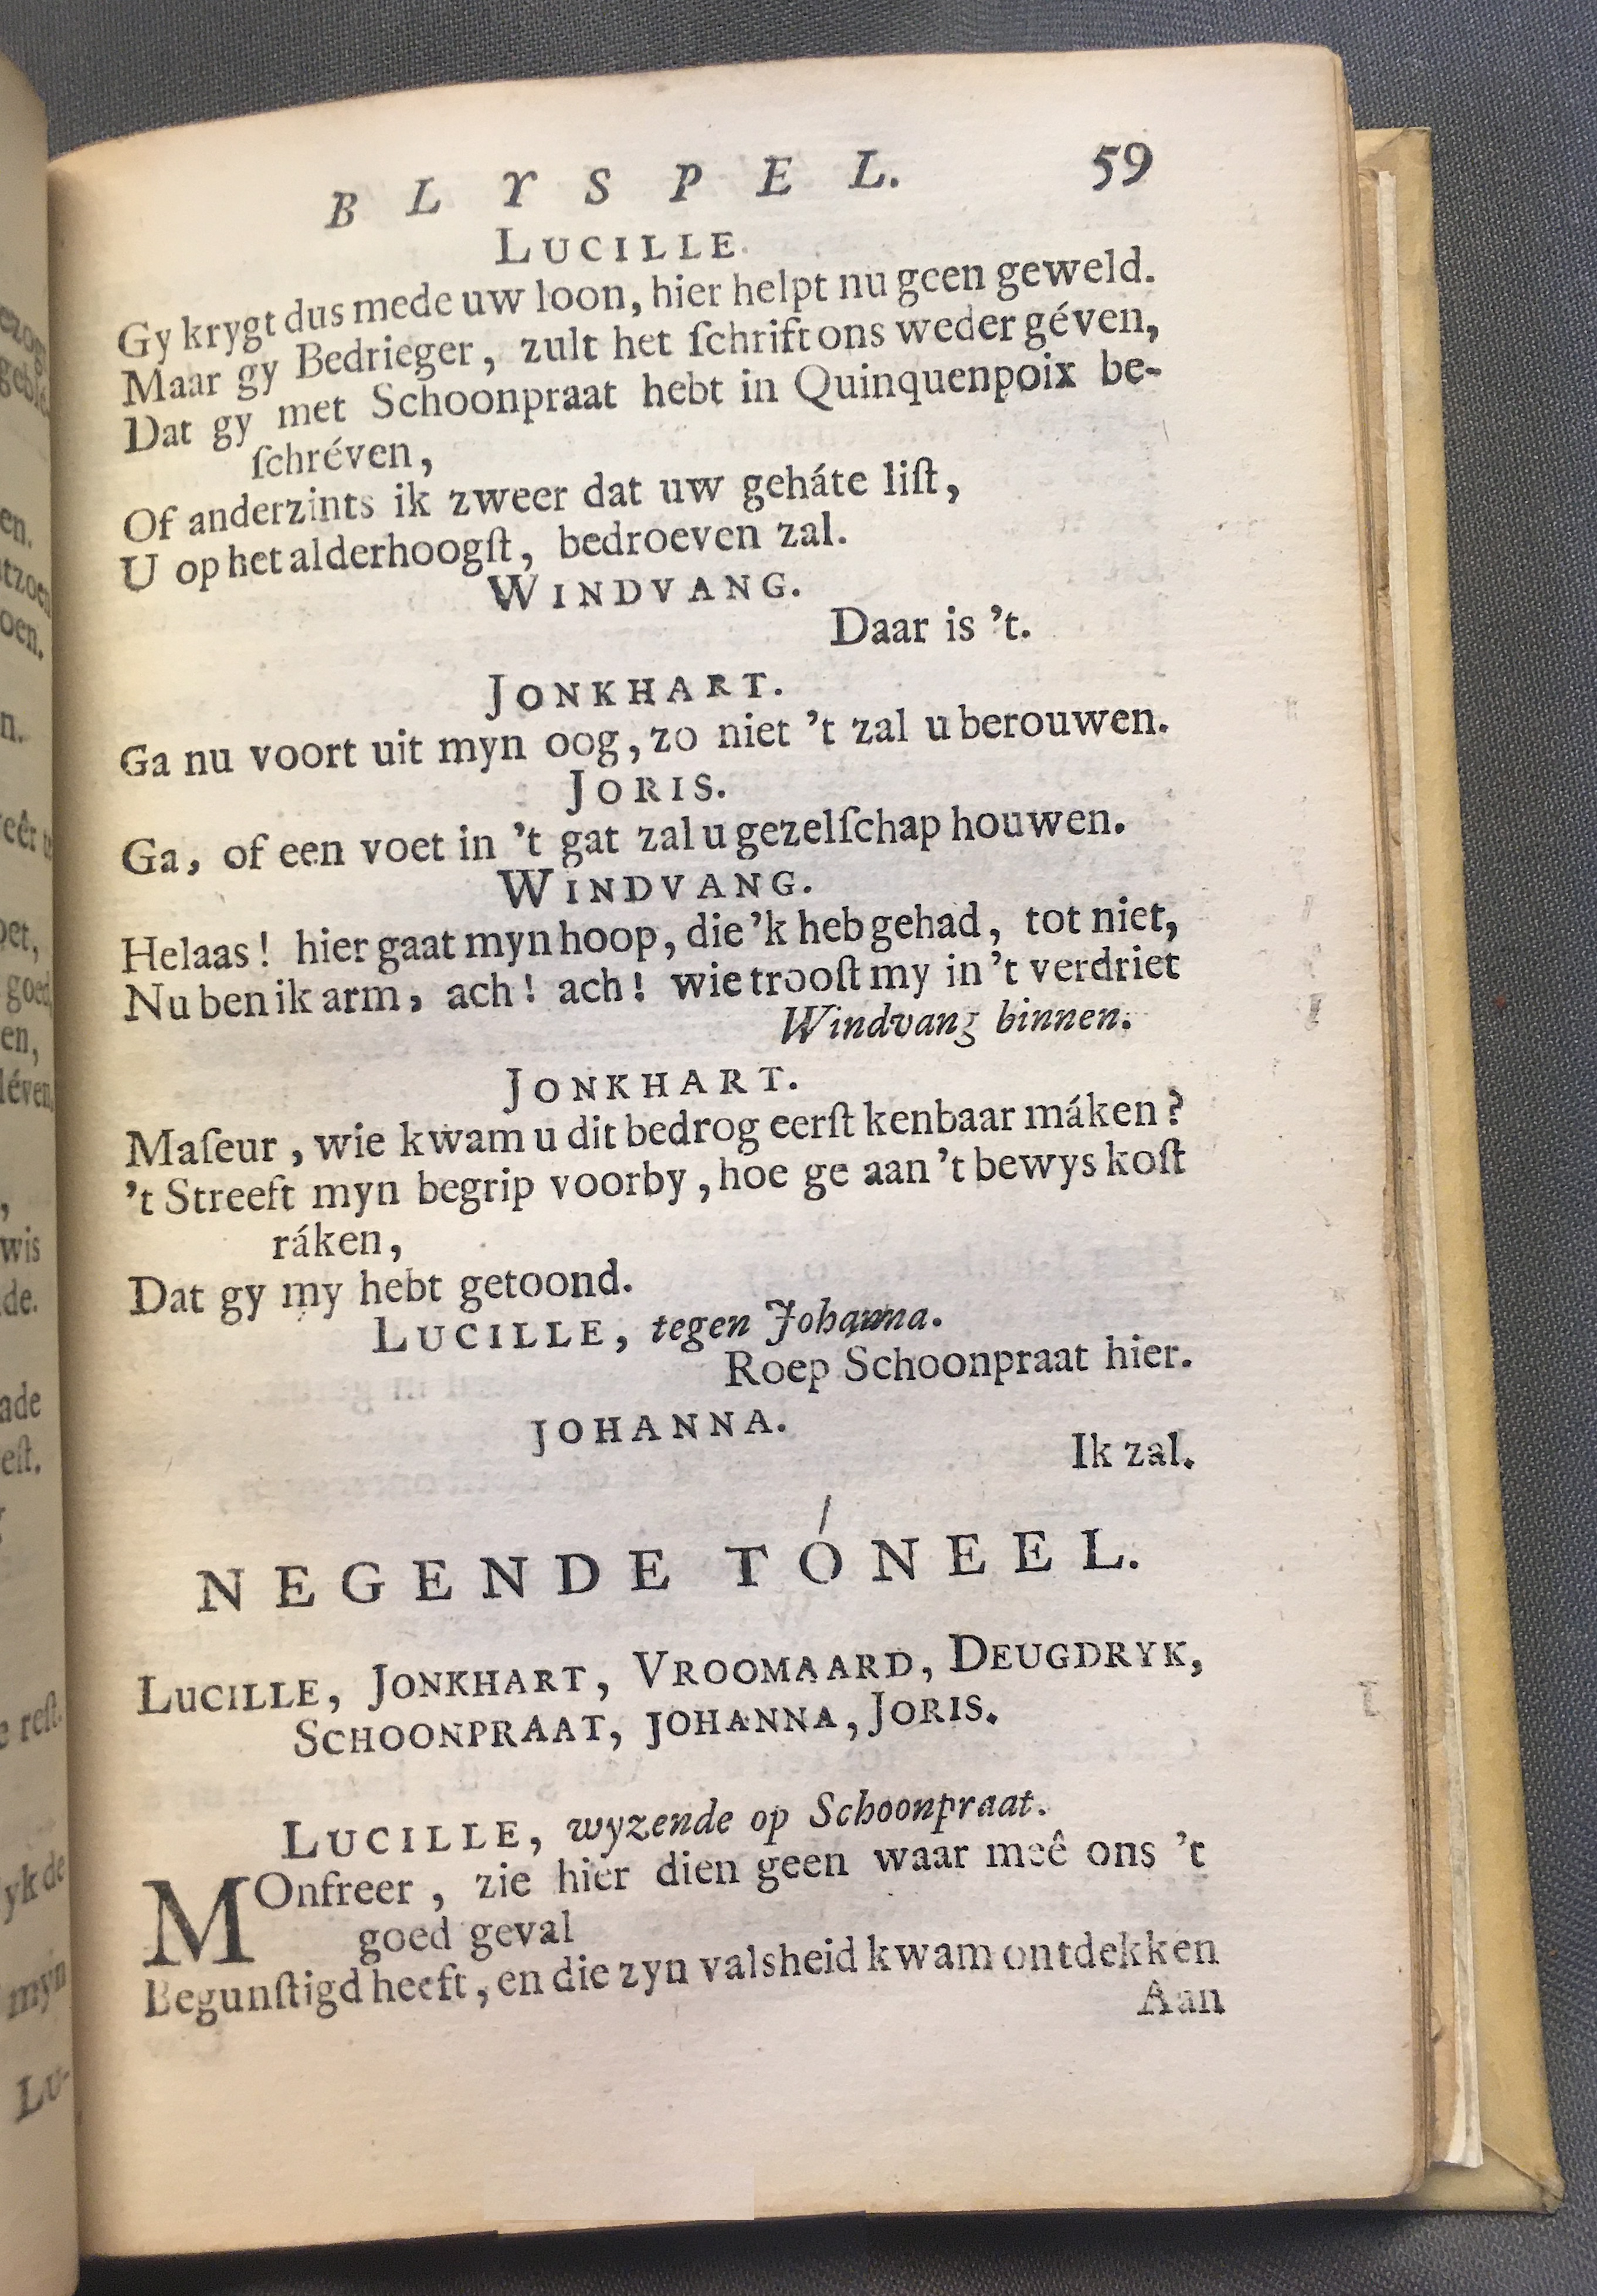 BLYSPEL. 59
LUCILLE.
Gy krygt dus mede uw loon, hier helpt nu geen geweld.
Maar gy Bedrieger, zult het ſchrift ons weder géven,
Dat gy met Schoonpraat hebt in Quinquenpoix be-
ſchréven,
Of anderzints ik zweer dat uw geháte liſt,
U op het alderhoogſt, bedroeven zal.
WINDVANG.
Daar is 't.
JONKHART.
Ga nu voort uit myn oog, zo niet 't zal u berouwen.
JORIS.
Ga, of een voet in 't gat zal u gezelſchap houwen.
WINDVANG.
Helaas! hier gaat myn hoop, die 'k heb gehad, tot niet,
Nu ben ik arm, ach! ach! wie trooſt my in 't verdriet
Windvang binnen.
JONKHART.
Maſeur, wie kwam u dit bedrog eerſt kenbaar máken?
't Streeft myn begrip voorby, hoe ge aan 't bewys koſt
ráken,
Dat gy my hebt getoond.
LUCILLE, tegen Johanna.
Roep Schoonpraat hier.
JOHANNA.
Ik zal.
NEGENDE TÓNEEL.
LUCILLE, JONKHART, VROOMAARD, DEUGDRYK,
SCHOONPRAAT, JOHANNA, JORIS.
LUCILLE, wyzende op Schoonpraat.
MOnfreer, zie hier dien geen waar meê ons 't
goed geval
Begunſtigd heeft, en die zyn valsheid kwam ontdekken
Aan